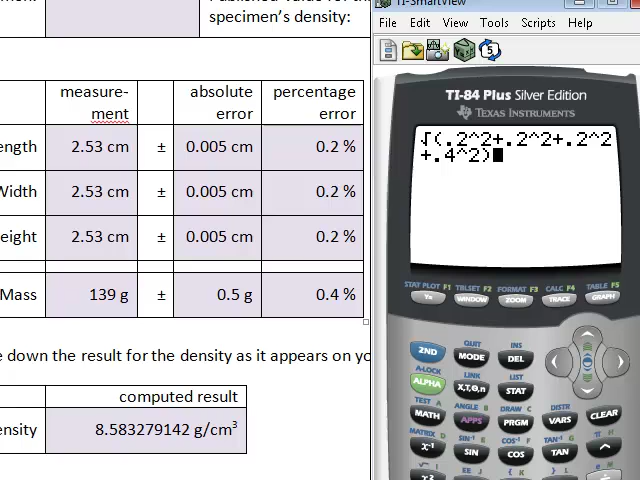 Published value for the
specimen's density:
measure-
ment
absolute
error
percentage
error
ength 2.53 cm ± 0.005 cm 0.2 %
Width 2.53 cm ± 0.005 cm 0.2 %
eight 2.53 cm ± 0.005 cm 0.2 %
Mass 139 g ± 0.5 g 0.4 %
e down the result for the density as it appears on yo
computed result
ensity 8.583279142 g/cm³
TI-SmartView
File Edit View Tools Scripts Help
5
TI-84 Plus Silver Edition
TEXAS INSTRUMENTS
√(.2^2+.2^2+.2^2
+.4^2)
STAT PLOT F1 TBLSET F2 FORMAT F3 CALC F4 TABLE F5
Y= WINDOW ZOOM TRACE GRAPH
QUIT INS
2ND MODE DEL
A-LOCK LINK LIST
ALPHA X,T,Θ,n STAT
TEST A ANGLE B DRAW C DISTR
MATH APPS PRGM VARS CLEAR
MATRIX D SIN⁻¹ E COS⁻¹ F TAN⁻¹ G π H
x⁻¹ SIN COS TAN ^
√ I EE J { K } L
x²